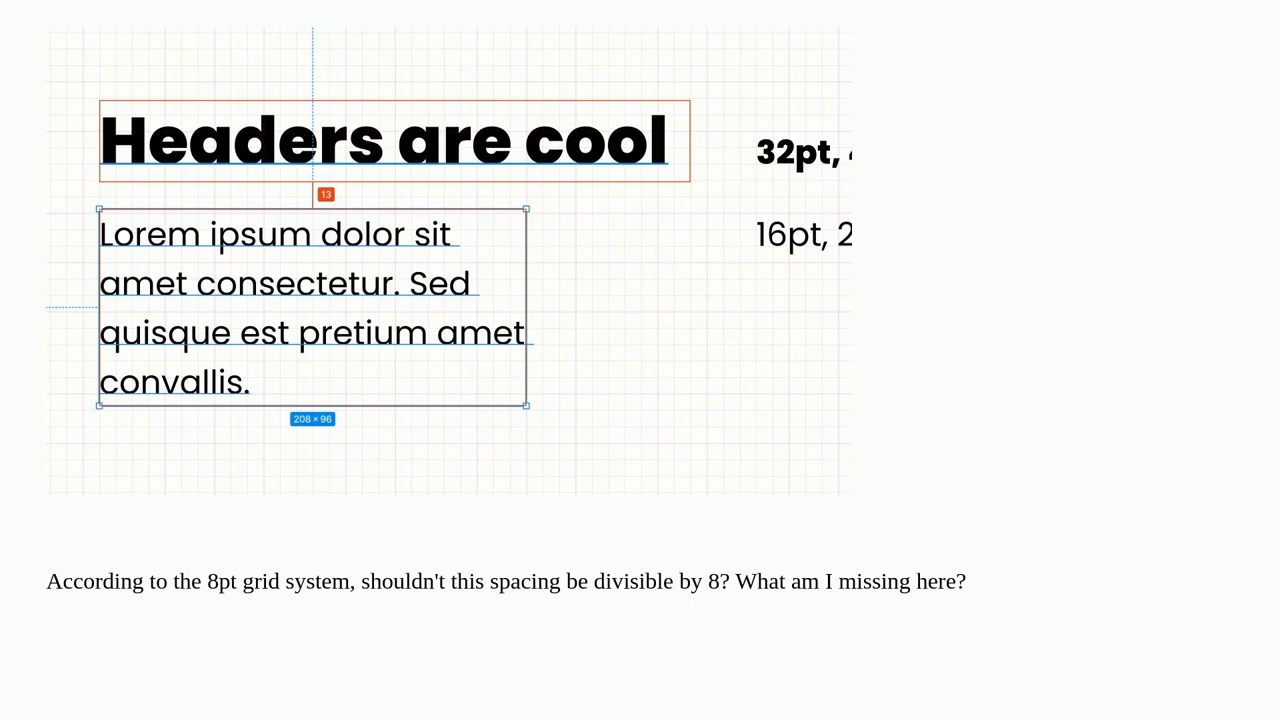 Headers are cool
32pt,
13
Lorem ipsum dolor sit
16pt, 2
amet consectetur. Sed
quisque est pretium amet
convallis.
208 × 96
According to the 8pt grid system, shouldn't this spacing be divisible by 8? What am I missing here?